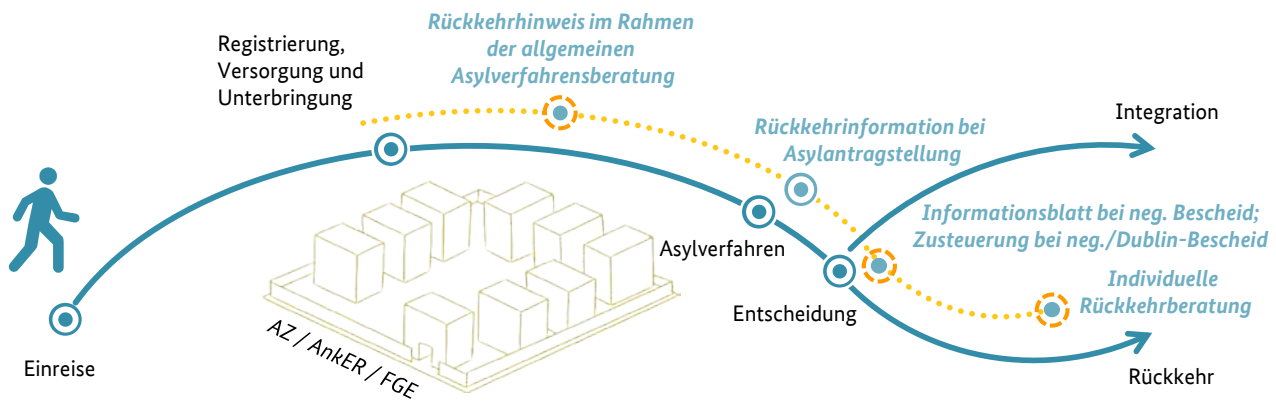 Rückkehrhinweis im Rahmen
der allgemeinen
Asylverfahrensberatung
Registrierung,
Versorgung und
Unterbringung
Integration
Rückkehrinformation bei
Asylantragstellung
Informationsblatt bei neg. Bescheid;
Zusteuerung bei neg./Dublin-Bescheid
Asylverfahren
Individuelle
Rückkehrberatung
Entscheidung
AZ / AnkER / FGE
Einreise
Rückkehr